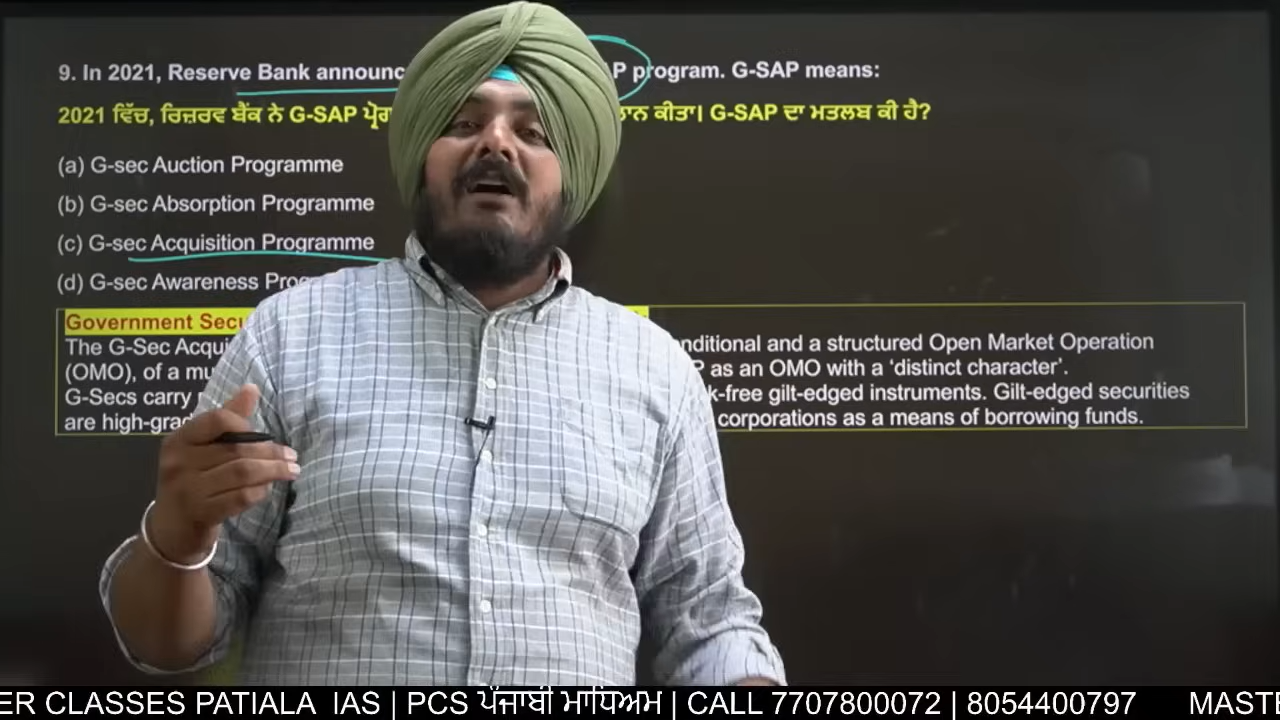 9. In 2021, Reserve Bank announc P program. G-SAP means:
2021 ਵਿੱਚ, ਰਿਜ਼ਰਵ ਬੈਂਕ ਨੇ G-SAP ਪ੍ਰੋਗ ਲਾਨ ਕੀਤਾ। G-SAP ਦਾ ਮਤਲਬ ਕੀ ਹੈ?
(a) G-sec Auction Programme
(b) G-sec Absorption Programme
(c) G-sec Acquisition Programme
(d) G-sec Awareness Prog
Government Secu
The G-Sec Acqui nditional and a structured Open Market Operation
(OMO), of a mu P as an OMO with a ‘distinct character’.
G-Secs carry k-free gilt-edged instruments. Gilt-edged securities
are high-grad corporations as a means of borrowing funds.
ER CLASSES PATIALA IAS | PCS ਪੰਜਾਬੀ ਮਾਧਿਅਮ | CALL 7707800072 | 8054400797 MASTE